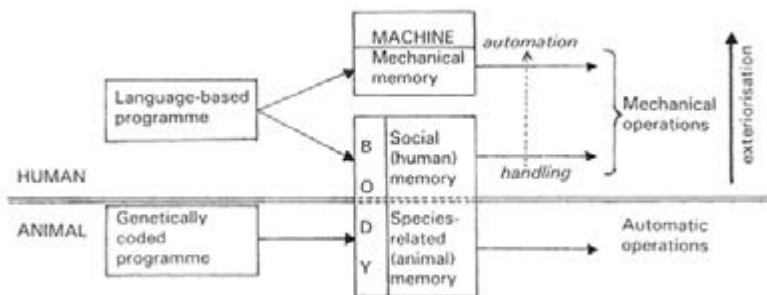 MACHINE
Mechanical
memory
automation
Language-based
programme
Mechanical
operations
exteriorisation
B
O
D
Y
Social
(human)
memory
handling
HUMAN
ANIMAL
Genetically
coded
programme
Species-
related
(animal)
memory
Automatic
operations